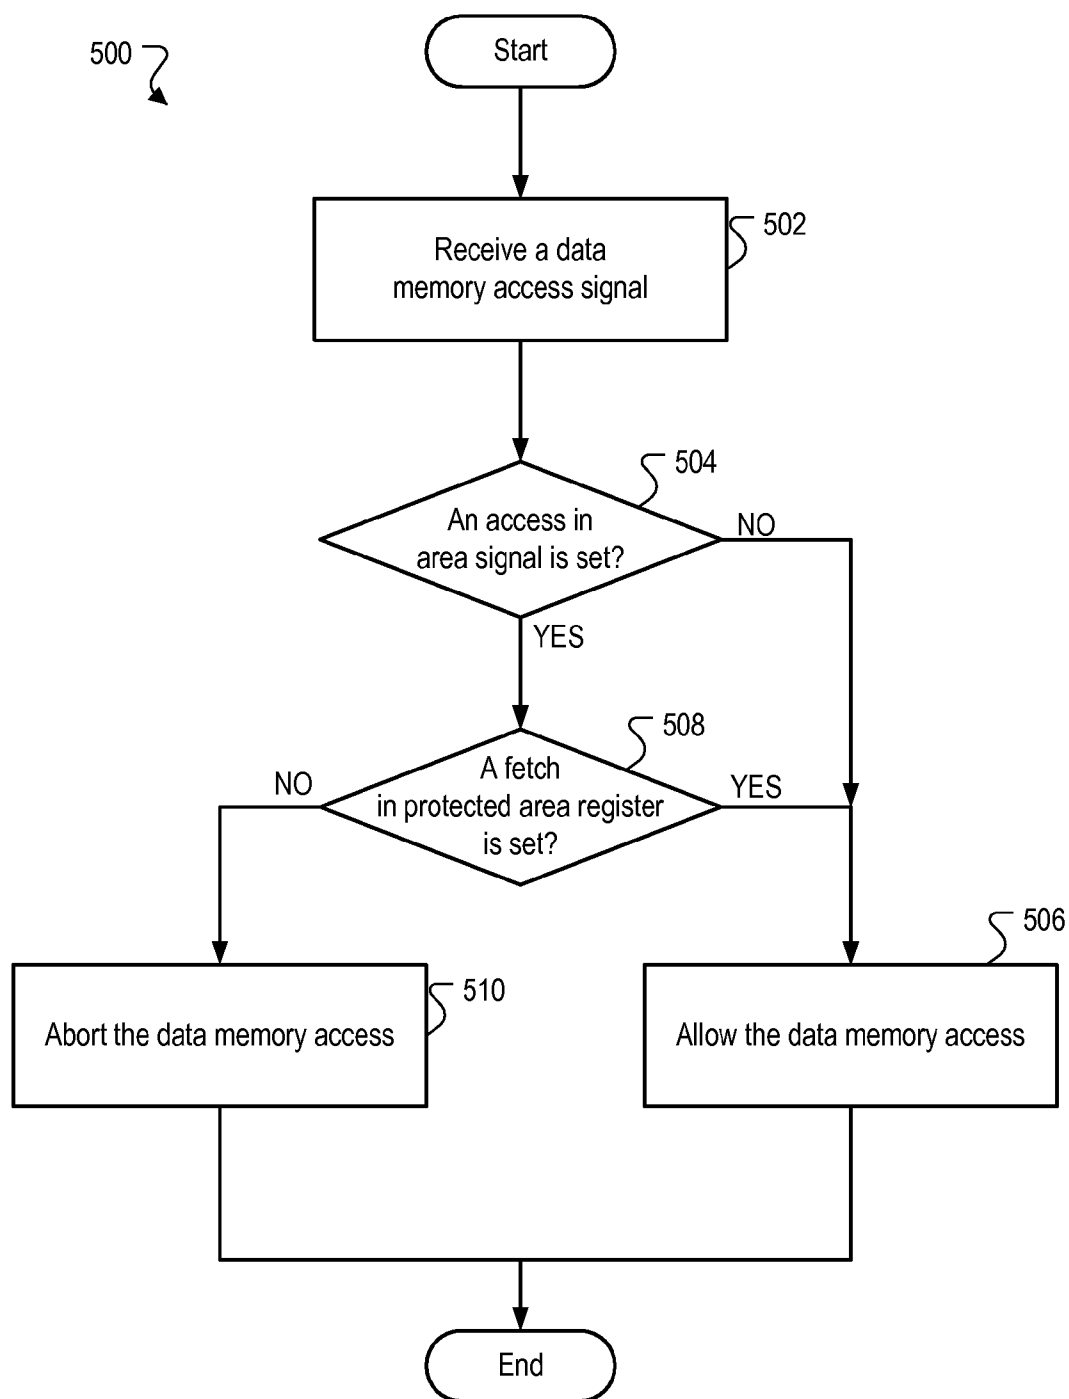 500
Start
Receive a data
memory access signal
502
504
An access in
area signal is set?
NO
YES
508
A fetch
in protected area register
is set?
NO
YES
506
Abort the data memory access
510
Allow the data memory access
End